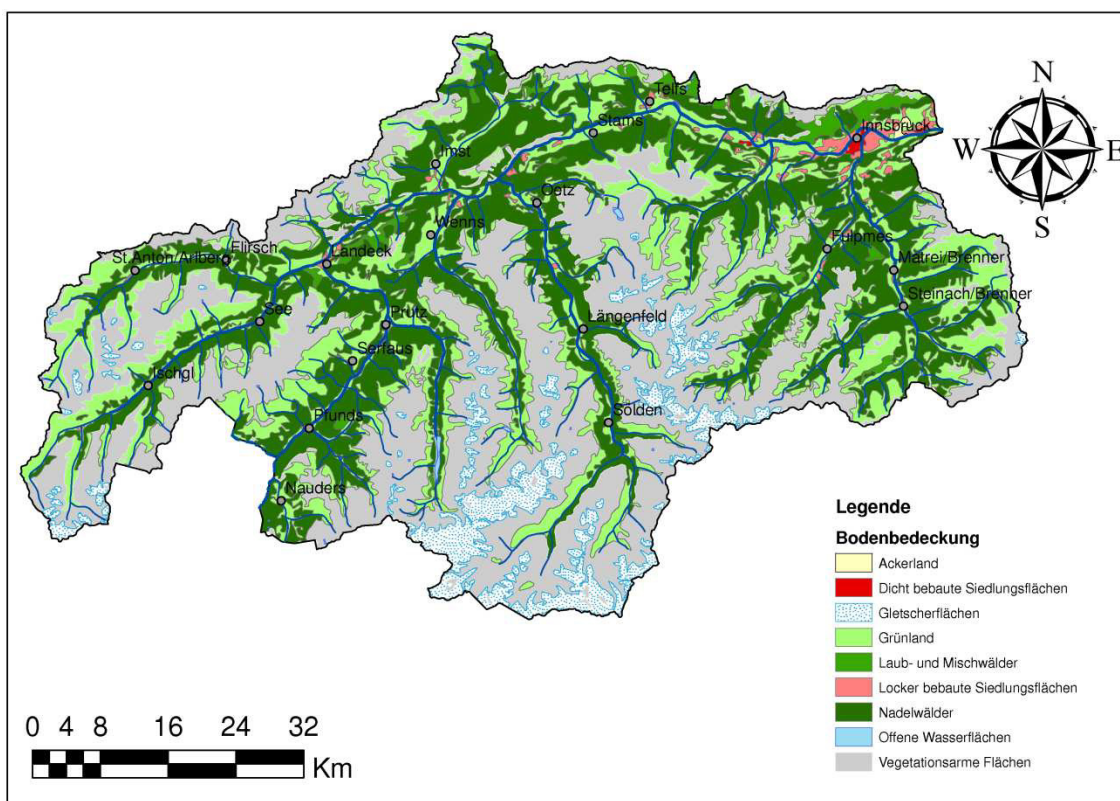 N
W
E
S
Telfs
Innsbruck
Stams
Imst
Oetz
Wenns
Fulpmes
Flirsch
St.Anton/Arlberg
Landeck
Matrei/Brenner
Steinach/Brenner
See
Prutz
Längenfeld
Serfaus
Ischgl
Sölden
Pfunds
Nauders
Legende
Bodenbedeckung
Ackerland
Dicht bebaute Siedlungsflächen
Gletscherflächen
Grünland
Laub- und Mischwälder
Locker bebaute Siedlungsflächen
Nadelwälder
Offene Wasserflächen
Vegetationsarme Flächen
0 4 8 16 24 32
Km